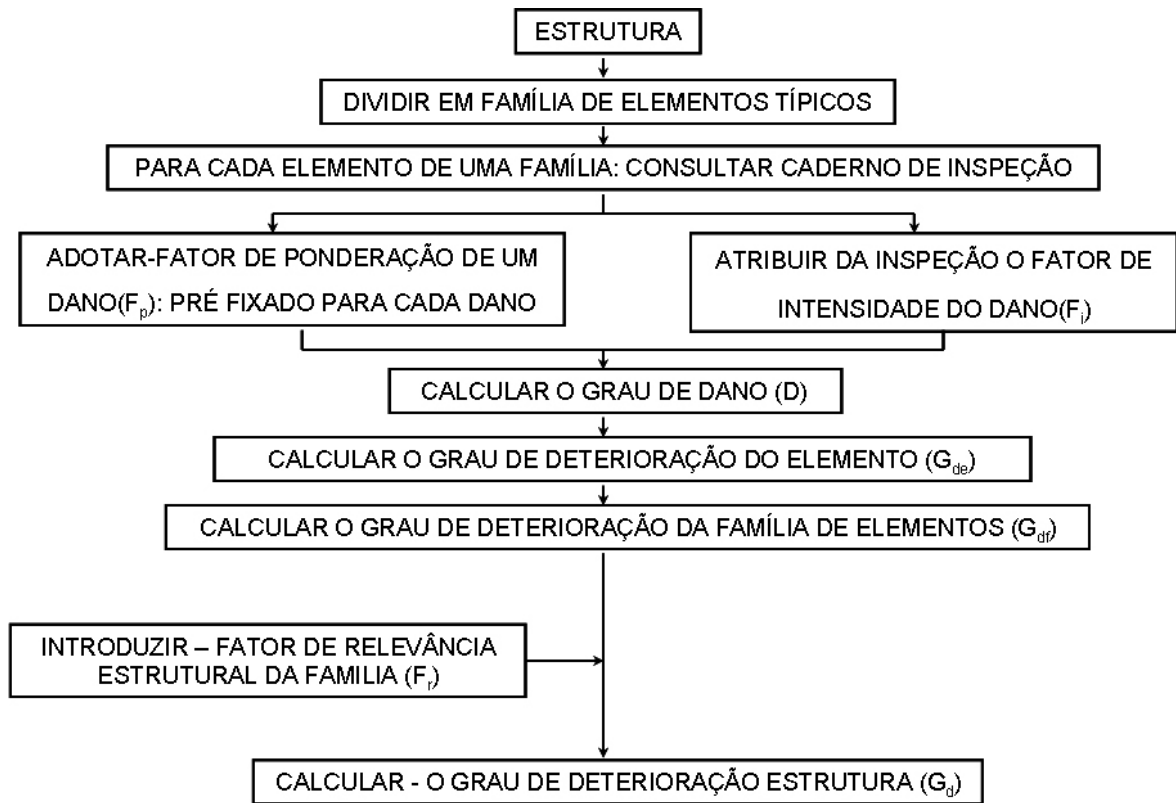 ESTRUTURA
DIVIDIR EM FAMÍLIA DE ELEMENTOS TÍPICOS
PARA CADA ELEMENTO DE UMA FAMÍLIA: CONSULTAR CADERNO DE INSPEÇÃO
ADOTAR-FATOR DE PONDERAÇÃO DE UM
DANO(Fp): PRÉ FIXADO PARA CADA DANO
ATRIBUIR DA INSPEÇÃO O FATOR DE
INTENSIDADE DO DANO(Fi)
CALCULAR O GRAU DE DANO (D)
CALCULAR O GRAU DE DETERIORAÇÃO DO ELEMENTO (Gde)
CALCULAR O GRAU DE DETERIORAÇÃO DA FAMÍLIA DE ELEMENTOS (Gdf)
INTRODUZIR – FATOR DE RELEVÂNCIA
ESTRUTURAL DA FAMILIA (Fr)
CALCULAR - O GRAU DE DETERIORAÇÃO ESTRUTURA (Gd)